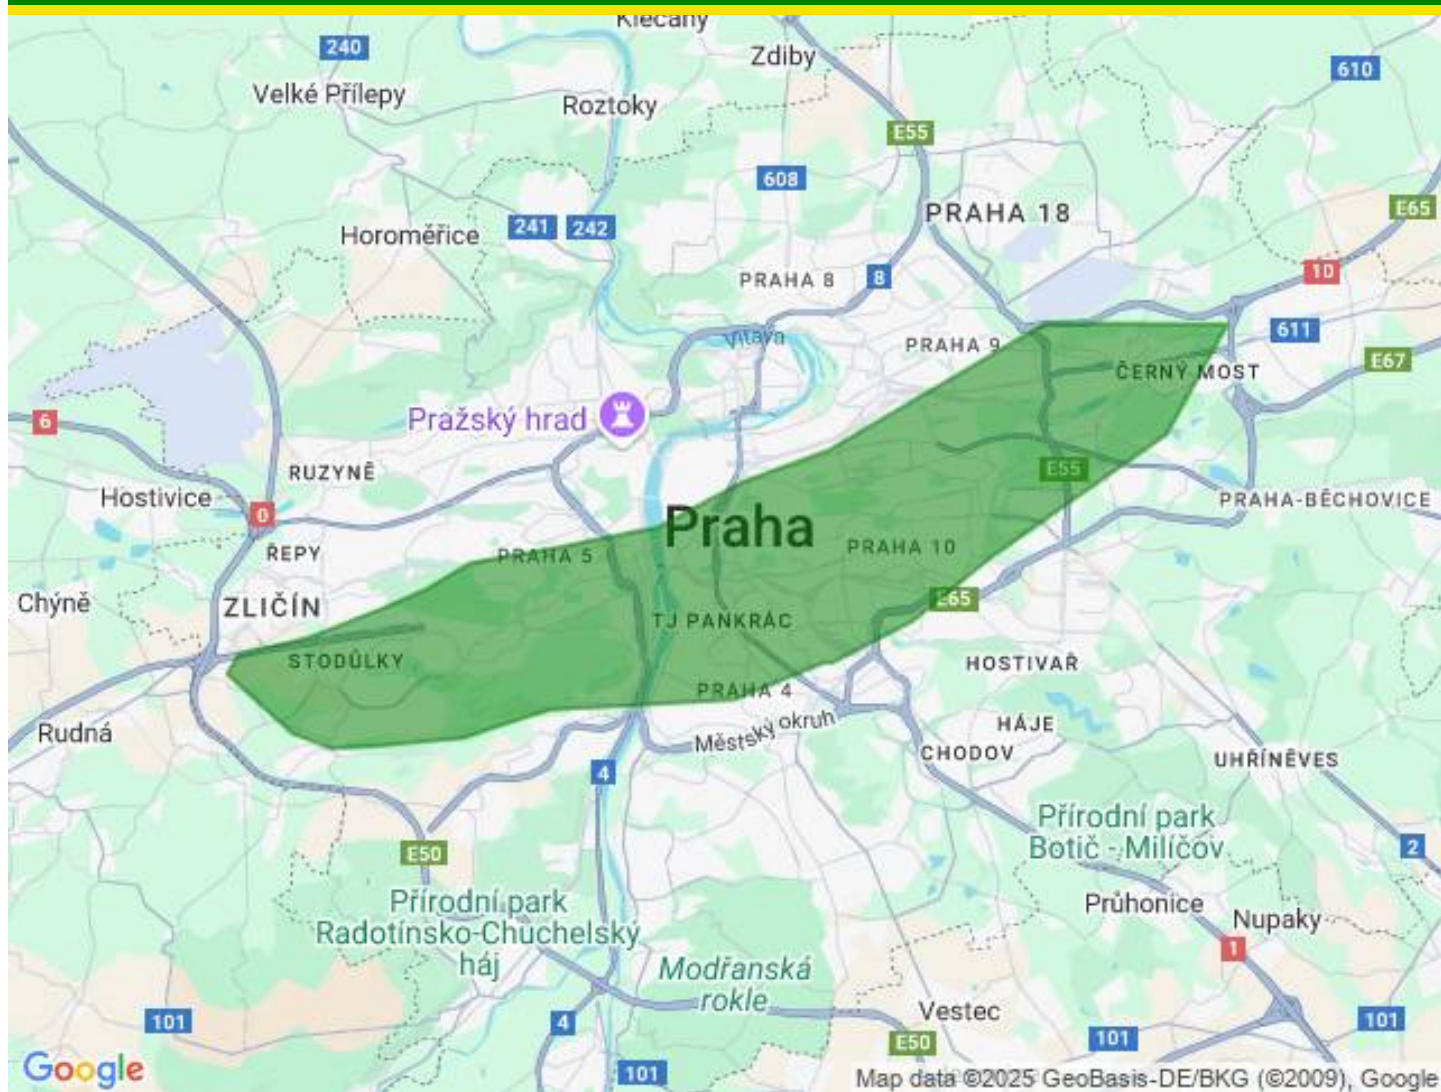 Klecany
240
Zdiby
610
Velké Přílepy
Roztoky
E55
608
E65
PRAHA 18
241
242
Horoměřice
10
PRAHA 8
8
Vltava
611
PRAHA 9
E67
ČERNÝ MOST
Pražský hrad
6
RUZYNĚ
E55
Hostivice
PRAHA-BĚCHOVICE
0
Praha
ŘEPY
PRAHA 5
PRAHA 10
Chýně
ZLIČÍN
E65
TJ PANKRÁC
STODŮLKY
HOSTIVAŘ
PRAHA 4
Rudná
Městský okruh
HÁJE
CHODOV
UHŘÍNĚVES
4
Přírodní park
Botič - Milíčov
2
E50
Přírodní park
Radotínsko-Chuchelský
háj
Průhonice
Nupaky
1
Modřanská
rokle
Vestec
101
4
101
101
E50
101
Google
Map data ©2025 GeoBasis-DE/BKG (©2009), Google